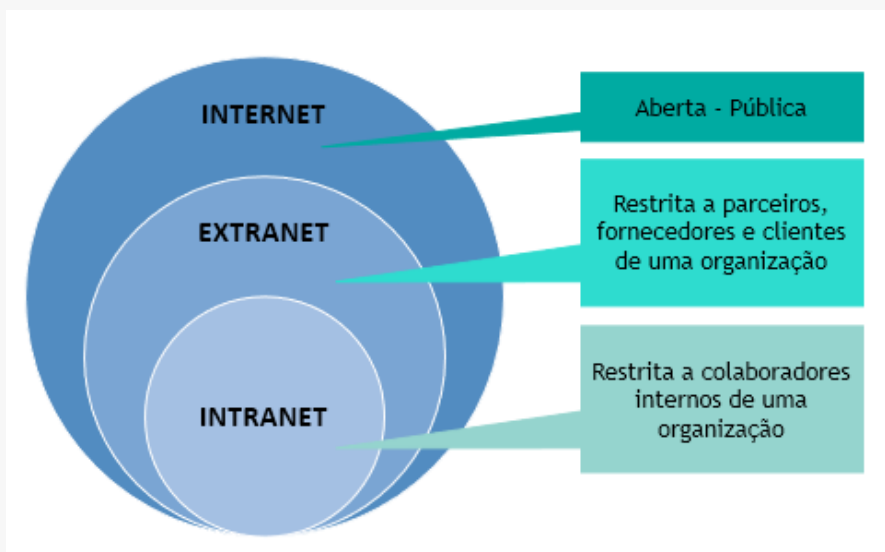 INTERNET
Aberta - Pública
EXTRANET
Restrita a parceiros,
fornecedores e clientes
de uma organização
INTRANET
Restrita a colaboradores
internos de uma
organização